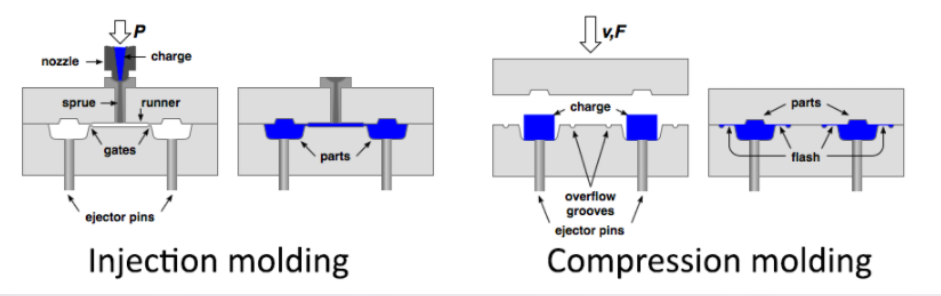 P
nozzle
charge
sprue
runner
gates
parts
ejector pins
Injection molding
v,F
charge
overflow
grooves
ejector pins
parts
flash
Compression molding